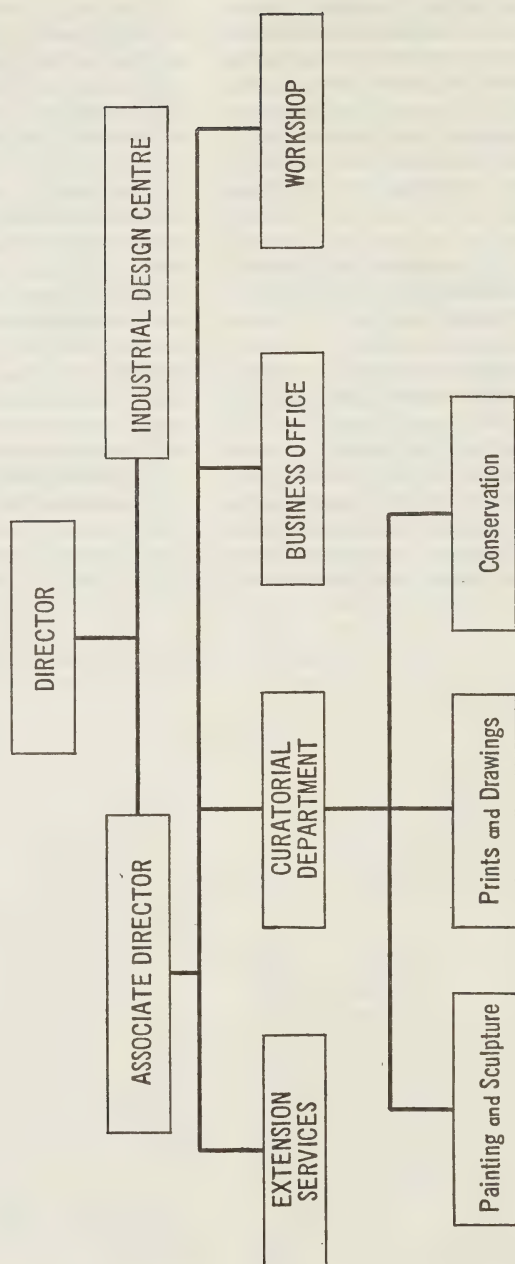 DIRECTOR
ASSOCIATE DIRECTOR
INDUSTRIAL DESIGN CENTRE
EXTENSION
SERVICES
CURATORIAL
DEPARTMENT
BUSINESS OFFICE
WORKSHOP
Painting and Sculpture
Prints and Drawings
Conservation